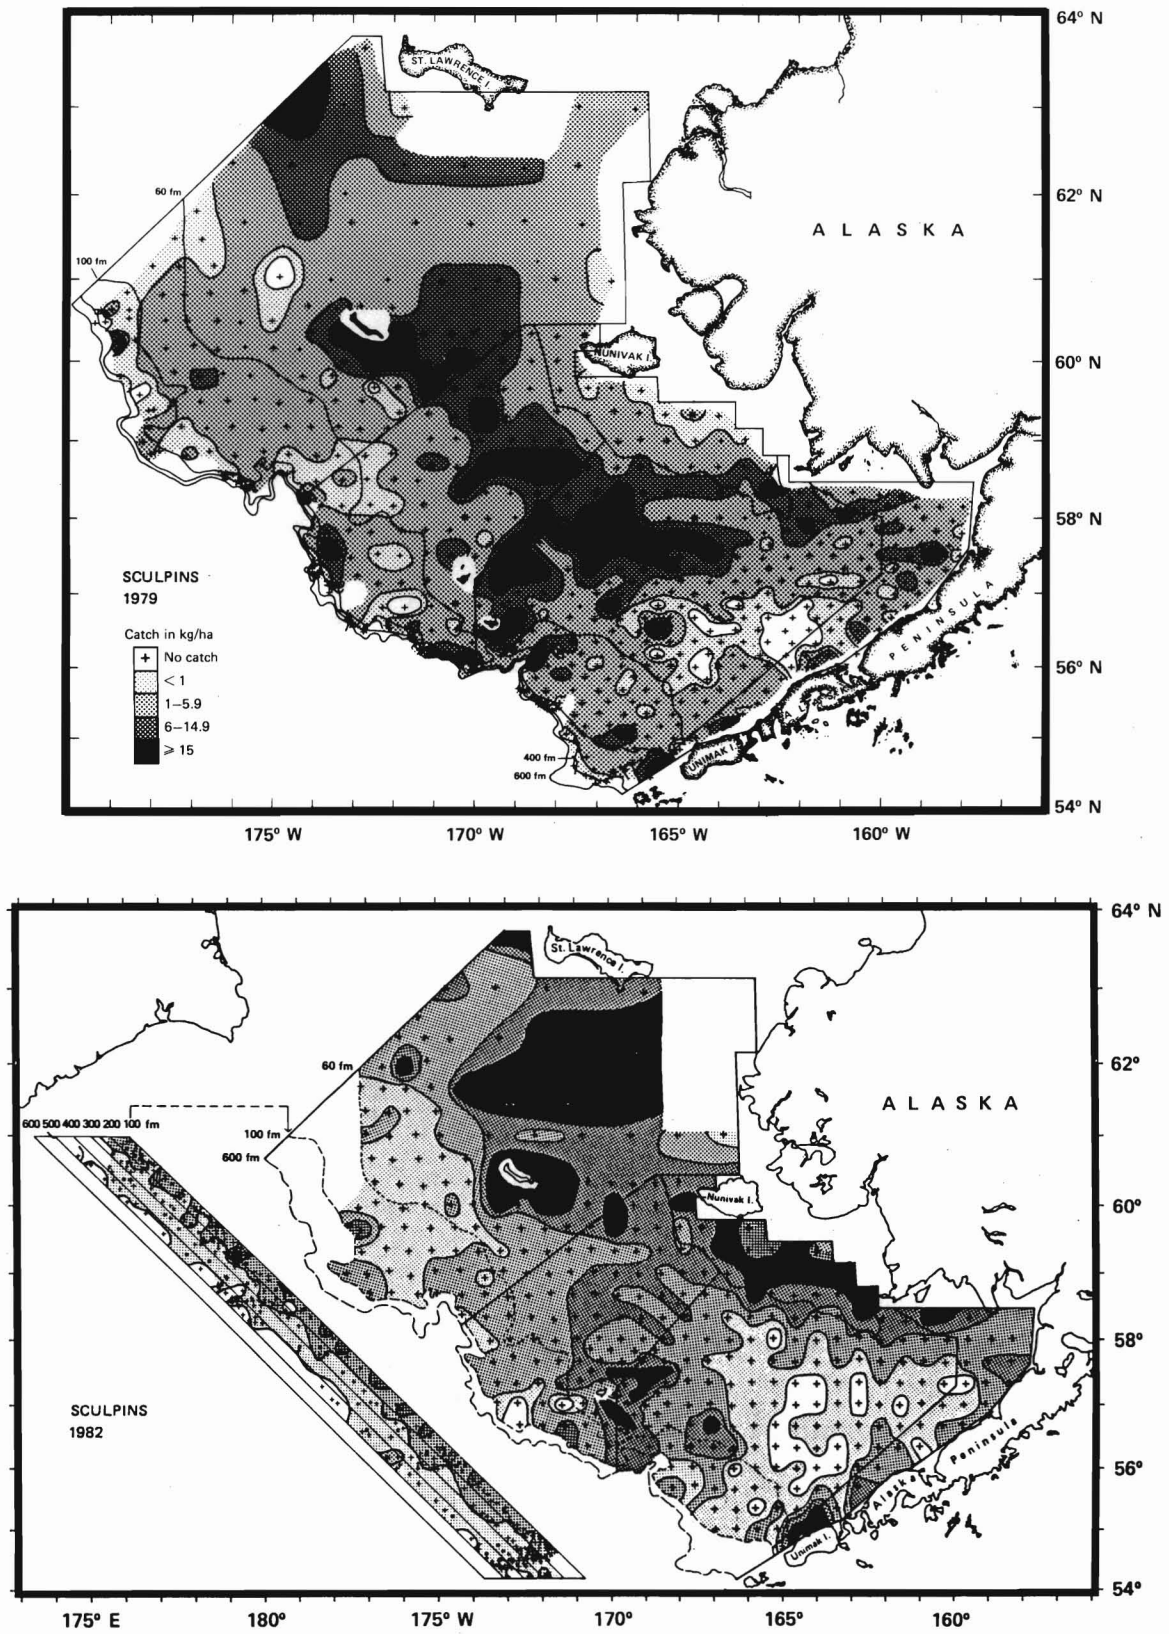 64° N
ST. LAWRENCE I.
62° N
60 fm
ALASKA
100 fm
60° N
NUNIVAK I.
58° N
SCULPINS
1979
PENINSULA
Catch in kg/ha
+ No catch
< 1
1–5.9
6–14.9
⩾ 15
56° N
400 fm
UNIMAK I.
600 fm
54° N
175° W
170° W
165° W
160° W
64° N
St. Lawrence I.
60 fm
62°
ALASKA
600 500 400 300 200 100 fm
100 fm
600 fm
Nunivak I.
60°
58°
SCULPINS
1982
Alaska Peninsula
56°
Unimak I.
54°
175° E
180°
175° W
170°
165°
160°